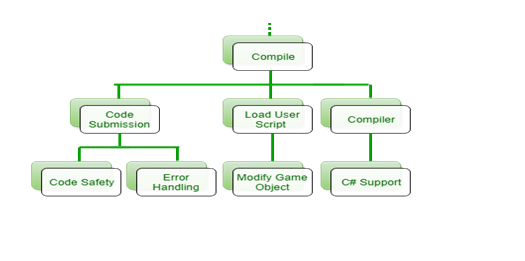 Compile
Code
Submission
Load User
Script
Compiler
Code Safety
Error
Handling
Modify Game
Object
C# Support